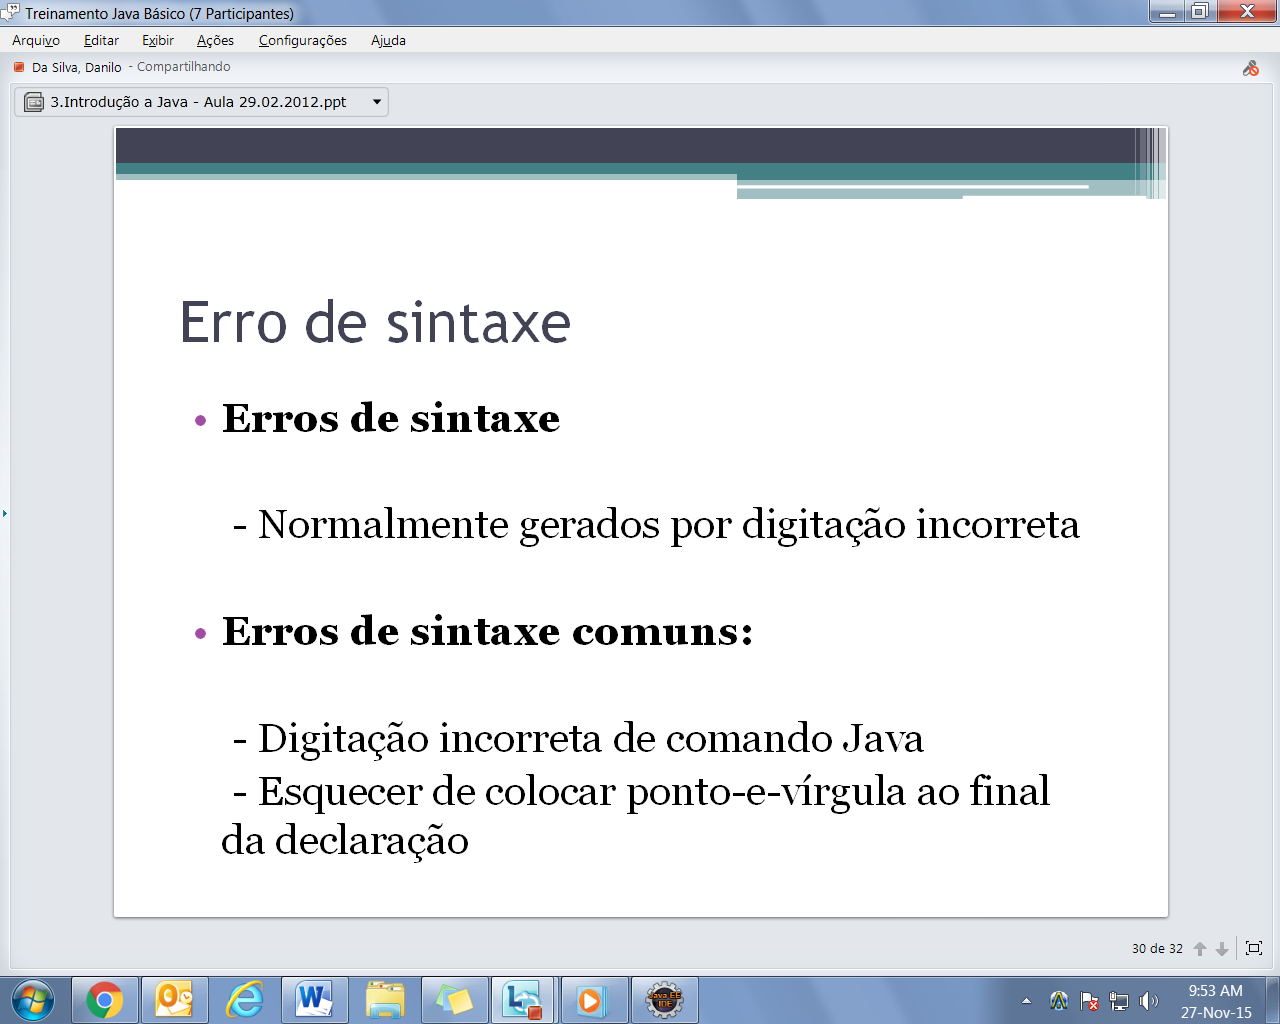 Treinamento Java Básico (7 Participantes)
Arquivo Editar Exibir Ações Configurações Ajuda
Da Silva, Danilo - Compartilhando
3.Introdução a Java - Aula 29.02.2012.ppt
Erro de sintaxe
• Erros de sintaxe
- Normalmente gerados por digitação incorreta
• Erros de sintaxe comuns:
- Digitação incorreta de comando Java
- Esquecer de colocar ponto-e-vírgula ao final
da declaração
30 de 32
Java EE
IDE
9:53 AM
27-Nov-15